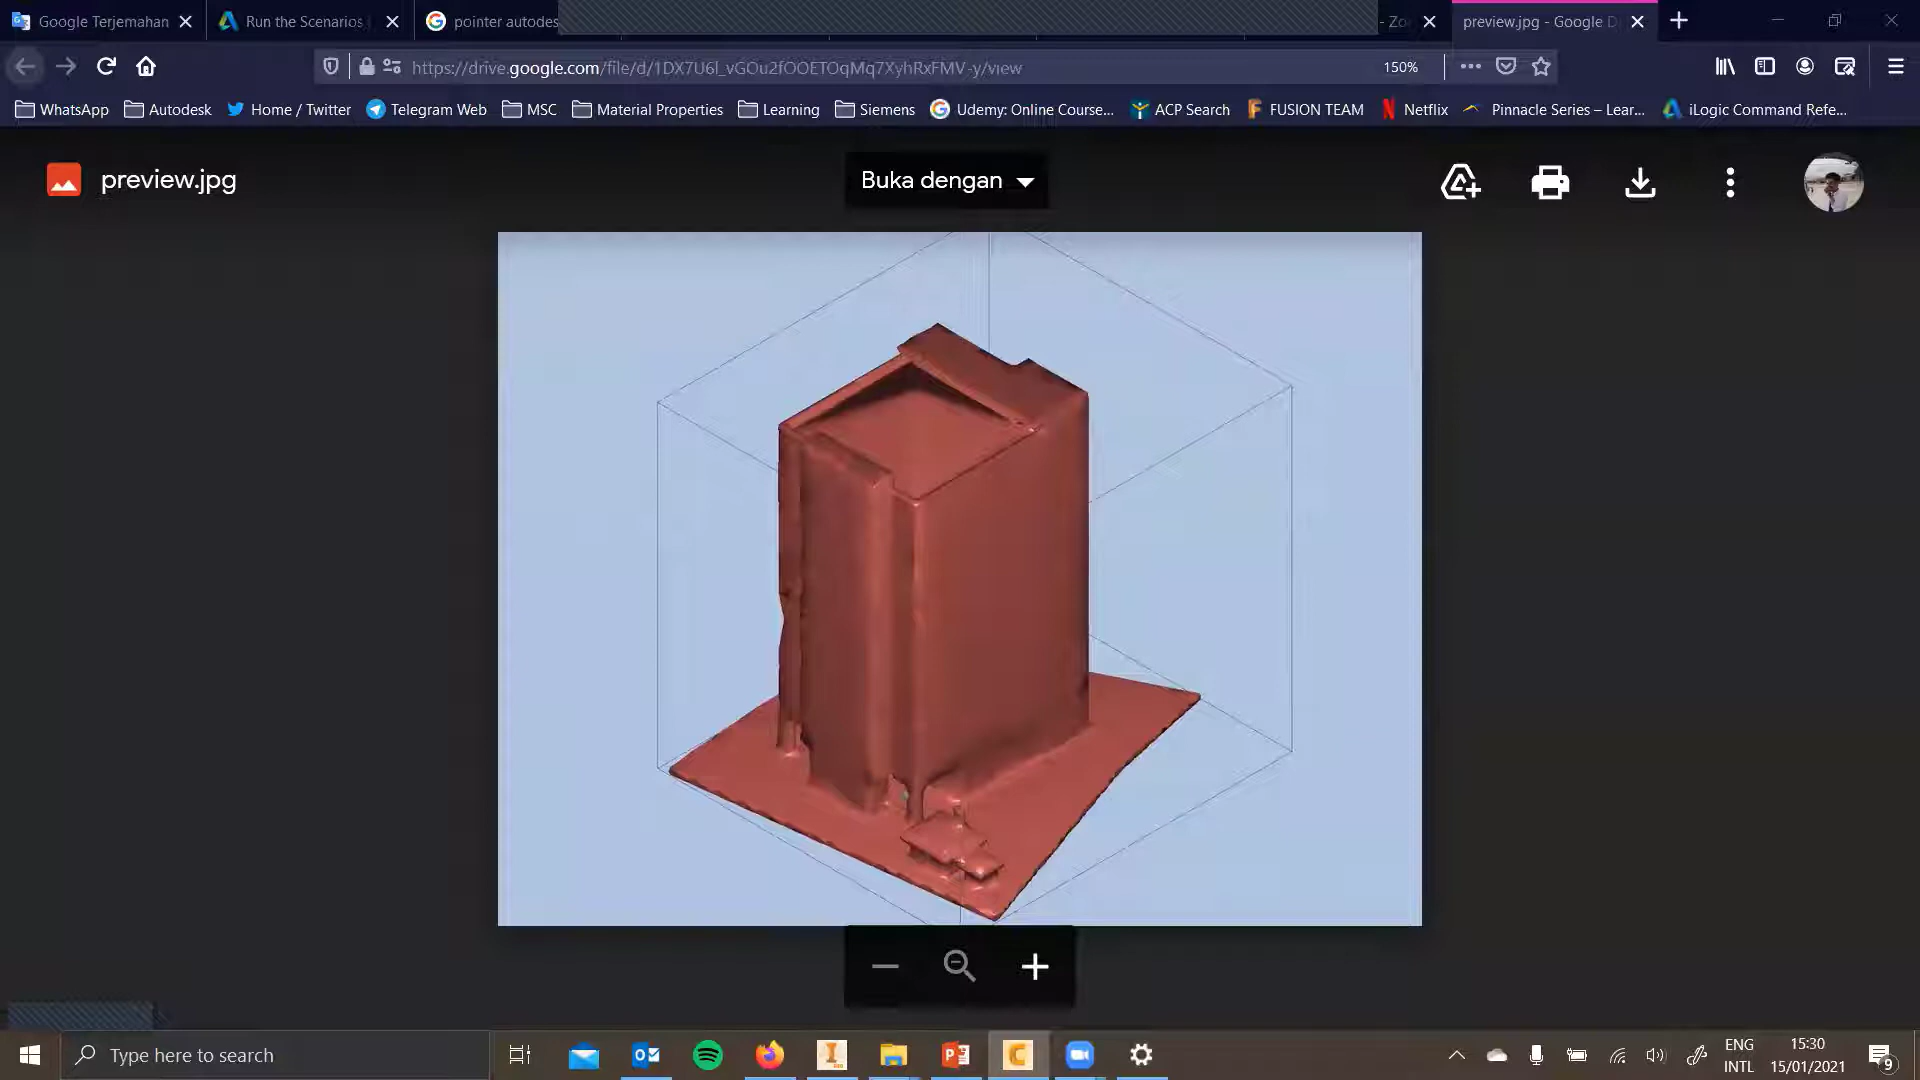 Google Terjemahan
Run the Scenarios
pointer autodes
- Zo
preview.jpg - Google D
https://drive.google.com/file/d/1DX7U6l_vGOu2fOOETOqMq7XyhRxFMV-y/view
150%
WhatsApp
Autodesk
Home / Twitter
Telegram Web
MSC
Material Properties
Learning
Siemens
Udemy: Online Course...
ACP Search
FUSION TEAM
Netflix
Pinnacle Series – Lear...
iLogic Command Refe...
preview.jpg
Buka dengan
Type here to search
ENG
INTL
15:30
15/01/2021
9